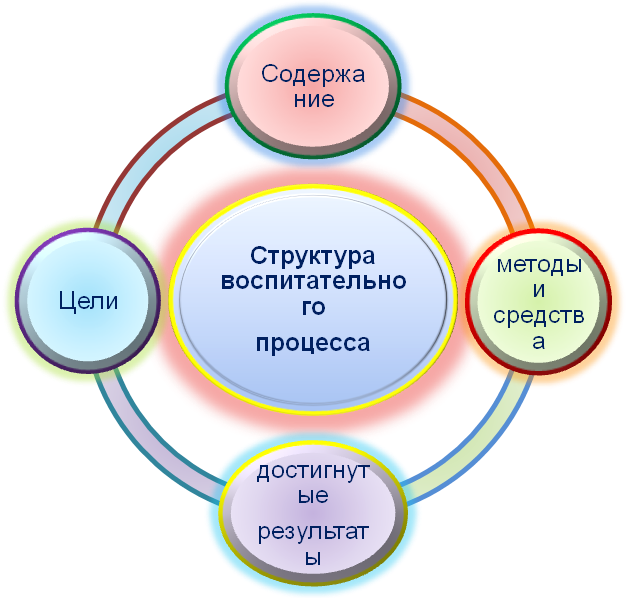 Содержа
ние
Структура
воспитательно
го
процесса
Цели
методы
и
средств
а
достигнут
ые
результат
ы